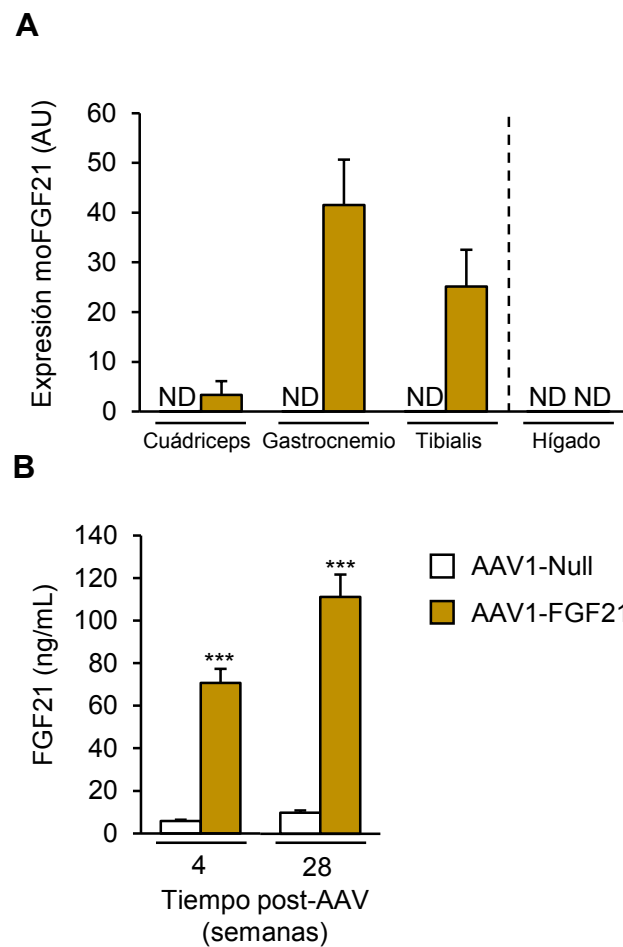 A
Expresión moFGF21 (AU)
60
50
40
30
20
10
0
ND ND ND ND ND
Cuádriceps Gastrocnemio Tibialis Hígado
B
FGF21 (ng/mL)
140
120
100
80
60
40
20
0
*** ***
4 28
Tiempo post-AAV
(semanas)
AAV1-Null
AAV1-FGF21